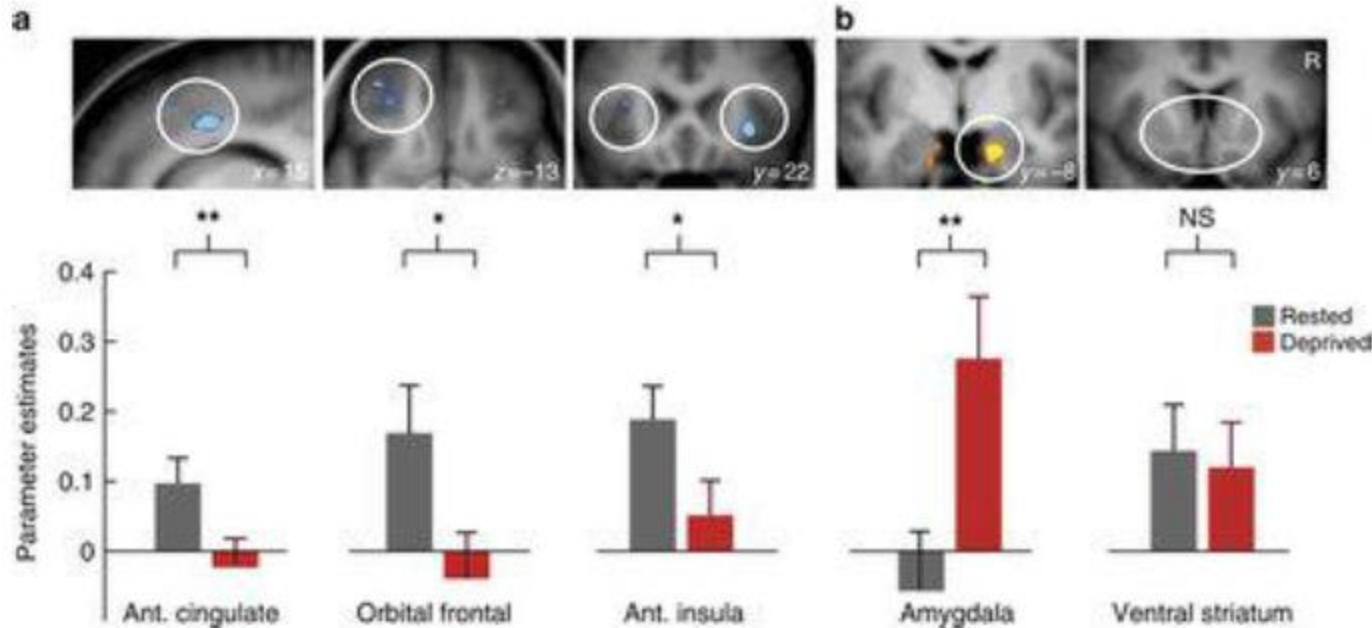 a
b
R
x=15
z=-13
y=22
y=-8
y=6
**
*
*
**
NS
0.4
0.3
0.2
0.1
0
Parameter estimates
Rested
Deprived
Ant. cingulate
Orbital frontal
Ant. insula
Amygdala
Ventral striatum